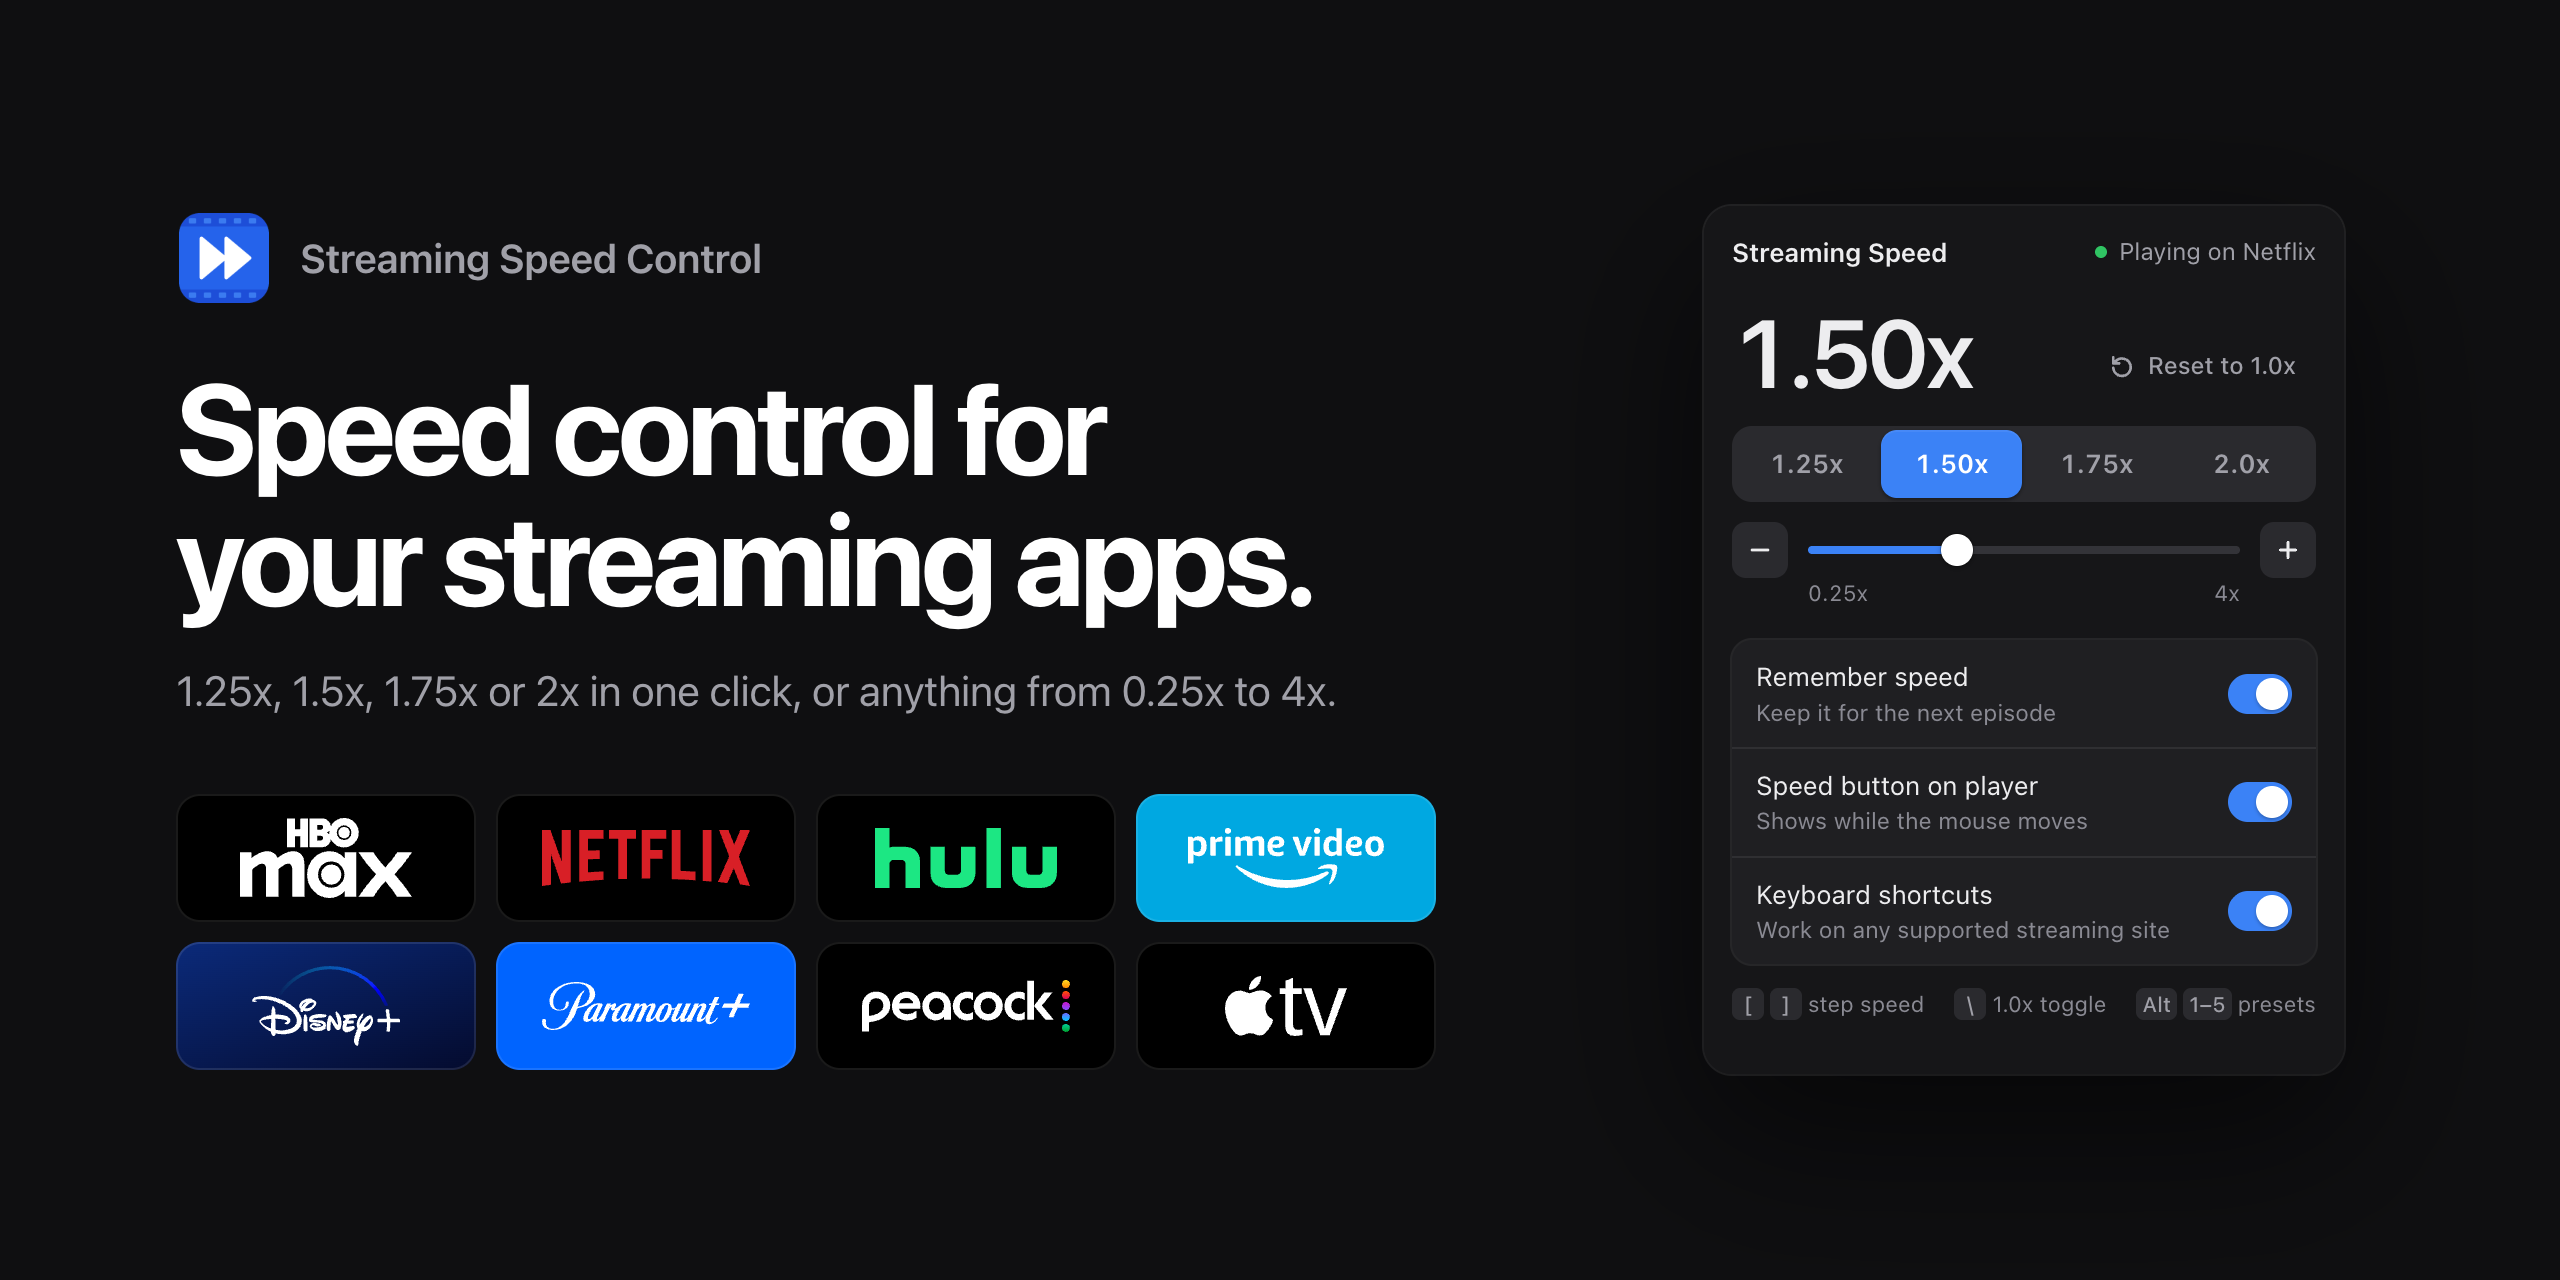 Streaming Speed Control
Speed control for
your streaming apps.
1.25x, 1.5x, 1.75x or 2x in one click, or anything from 0.25x to 4x.
HBO
max
NETFLIX
hulu
prime video
Disney+
Paramount+
peacock
tv
Streaming Speed
Playing on Netflix
1.50x
Reset to 1.0x
1.25x 1.50x 1.75x 2.0x
− +
0.25x 4x
Remember speed
Keep it for the next episode
Speed button on player
Shows while the mouse moves
Keyboard shortcuts
Work on any supported streaming site
[ ] step speed \ 1.0x toggle Alt 1–5 presets